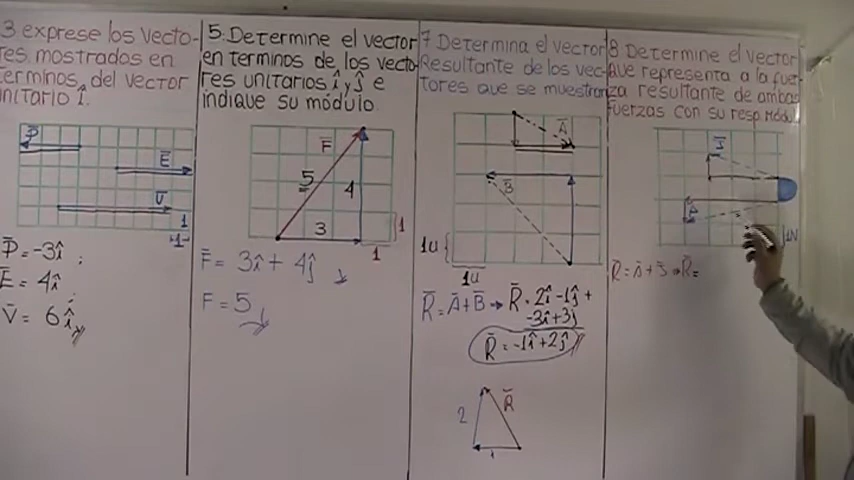 3 exprese los vecto-
res mostrados en
terminos del vector
unitario î.
P
E
V
1
1
P̄ = -3î ;
Ē = 4î ;
V̄ = 6î
5. Determine el vector
en terminos de los vecto
res unitarios î y ĵ e
indique su módulo
F̄
5
4
3
1
1
F̄ = 3î + 4ĵ
F = 5
7 Determina el vector
Resultante de los vec-
tores que se muestran
Ā
B̄
1u
1u
R̄ = Ā + B̄ → R̄ = 2î - 1ĵ +
-3î + 3ĵ
R̄ = -1î + 2ĵ
2
R̄
1
8 Determine el vector
que representa a la fuer
za resultante de ambas
fuerzas con su resp. módulo
1N
R̄ = Ā + B̄ → R̄ =